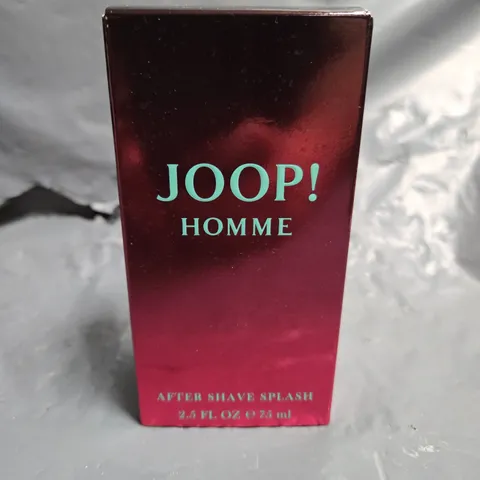 JOOP!
HOMME
AFTER SHAVE SPLASH
2.5 FL. OZ ℮ 75 ml